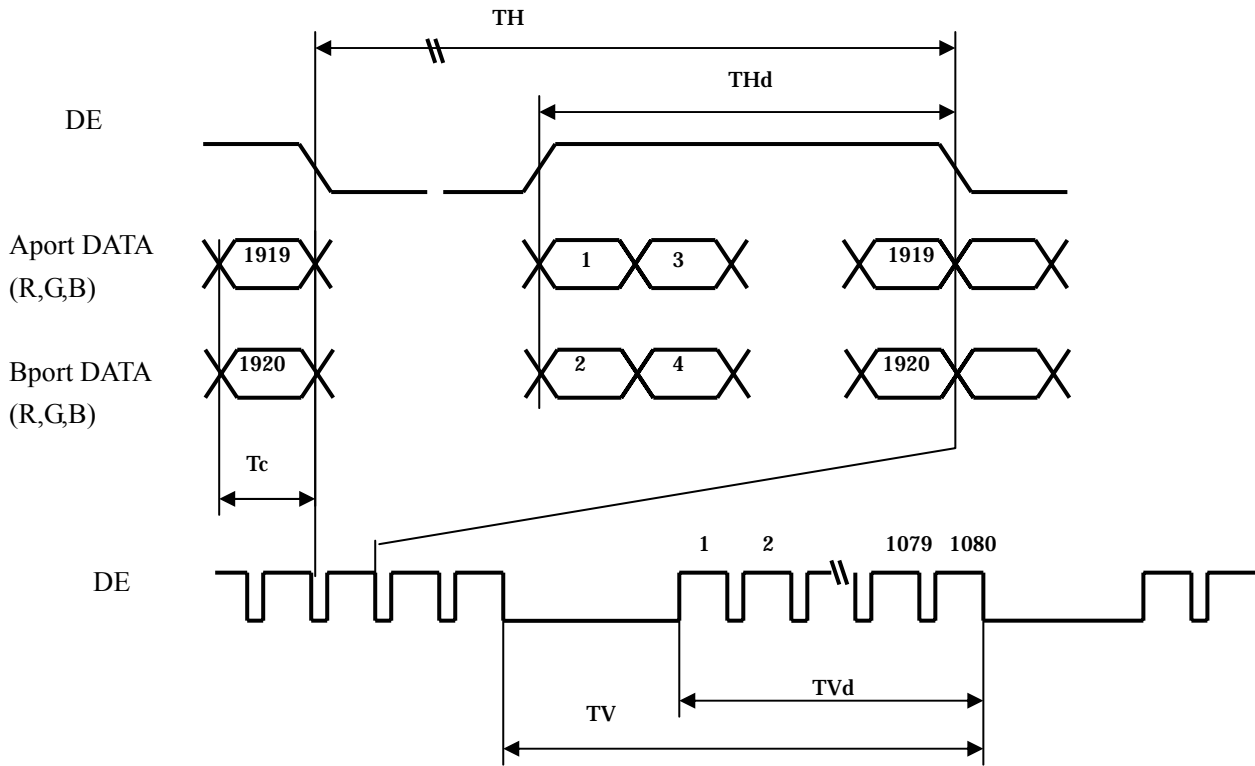 TH
THd
DE
Aport DATA
(R,G,B)
1919
1
3
1919
Bport DATA
(R,G,B)
1920
2
4
1920
Tc
1 2 1079 1080
DE
TVd
TV